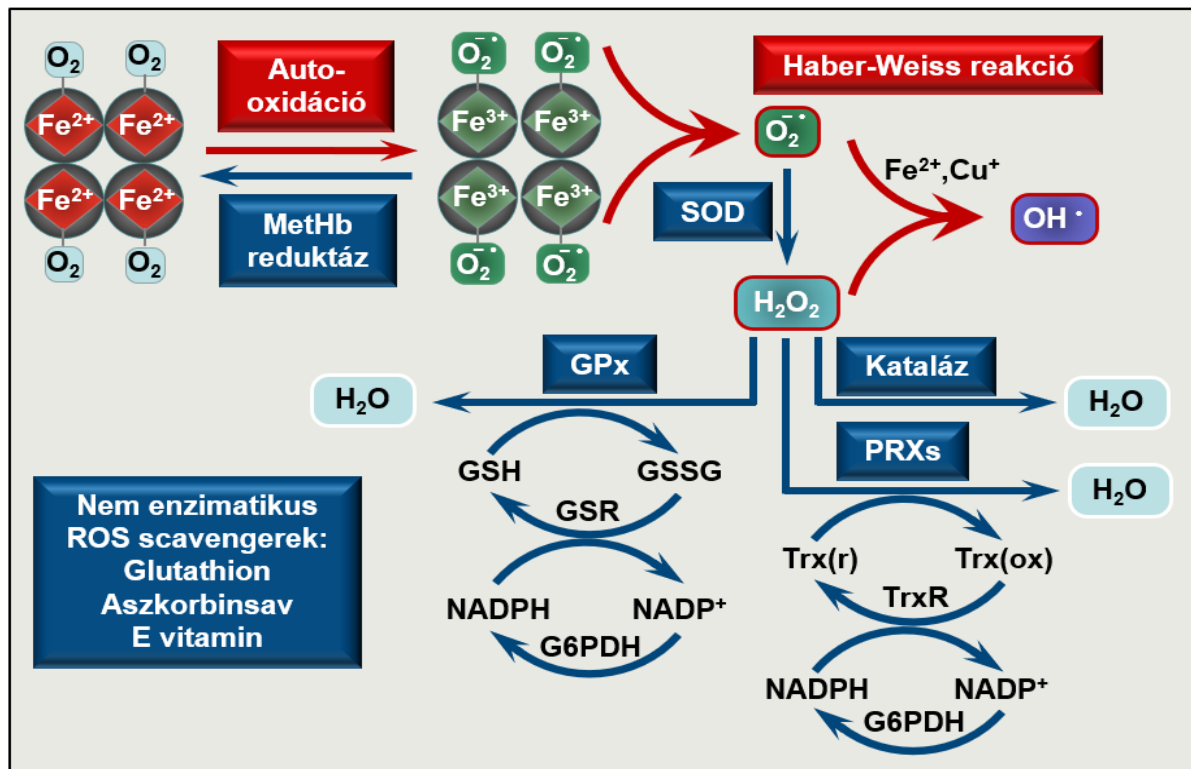 O₂ O₂
Fe²⁺ Fe²⁺
Fe²⁺ Fe²⁺
O₂ O₂
Auto-
oxidáció
MetHb
reduktáz
O₂⁻˙ O₂⁻˙
Fe³⁺ Fe³⁺
Fe³⁺ Fe³⁺
O₂⁻˙ O₂⁻˙
Haber-Weiss reakció
O₂⁻˙
Fe²⁺,Cu⁺
SOD
OH ˙
H₂O₂
GPx
H₂O
GSH GSSG
GSR
NADPH NADP⁺
G6PDH
Kataláz
H₂O
PRXs
H₂O
Trx(r) Trx(ox)
TrxR
NADPH NADP⁺
G6PDH
Nem enzimatikus
ROS scavengerek:
Glutathion
Aszkorbinsav
E vitamin